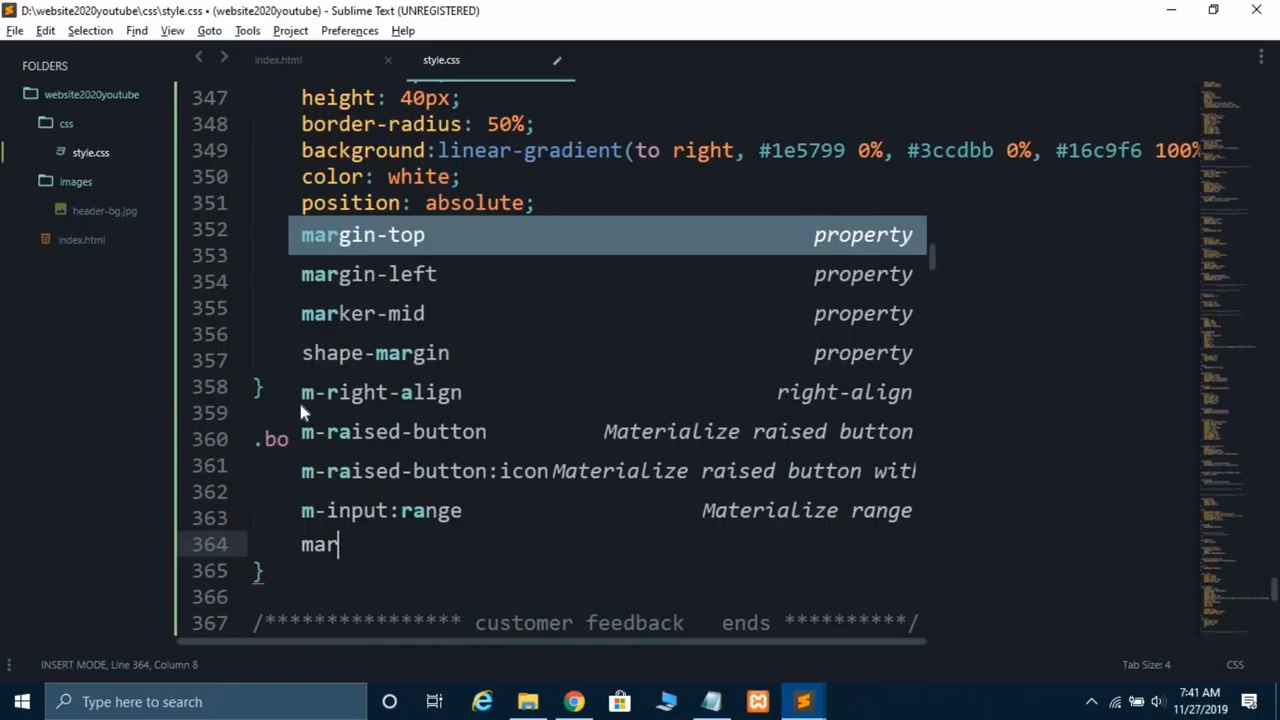 D:\website2020youtube\css\style.css • (website2020youtube) - Sublime Text (UNREGISTERED)
File Edit Selection Find View Goto Tools Project Preferences Help
FOLDERS
website2020youtube
css
style.css
images
header-bg.jpg
index.html
index.html
style.css
347 height: 40px;
348 border-radius: 50%;
349 background:linear-gradient(to right, #1e5799 0%, #3ccdbb 0%, #16c9f6 100%
350 color: white;
351 position: absolute;
352
353
354
355
356
357
358 }
359
360 .bo
361
362
363
364 mar
365 }
366
367 /*************** customer feedback ends **********/
margin-top property
margin-left property
marker-mid property
shape-margin property
m-right-align right-align
m-raised-button Materialize raised button
m-raised-button:icon Materialize raised button with
m-input:range Materialize range
INSERT MODE, Line 364, Column 8
Tab Size: 4
CSS
Type here to search
7:41 AM
11/27/2019